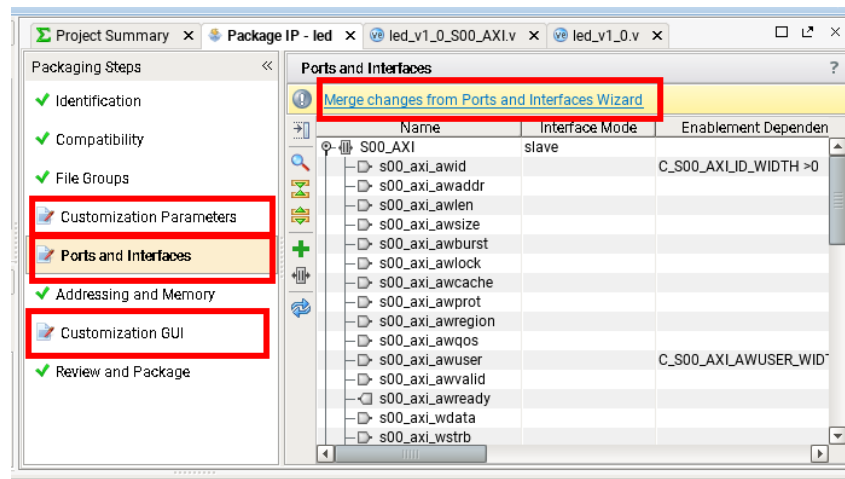 Σ Project Summary × Package IP - led × led_v1_0_S00_AXI.v × led_v1_0.v ×
Packaging Steps «
Identification
Compatibility
File Groups
Customization Parameters
Ports and Interfaces
Addressing and Memory
Customization GUI
Review and Package
Ports and Interfaces ?
Merge changes from Ports and Interfaces Wizard
Name Interface Mode Enablement Dependen
S00_AXI slave
s00_axi_awid C_S00_AXI_ID_WIDTH >0
s00_axi_awaddr
s00_axi_awlen
s00_axi_awsize
s00_axi_awburst
s00_axi_awlock
s00_axi_awcache
s00_axi_awprot
s00_axi_awregion
s00_axi_awqos
s00_axi_awuser C_S00_AXI_AWUSER_WIDT
s00_axi_awvalid
s00_axi_awready
s00_axi_wdata
s00_axi_wstrb